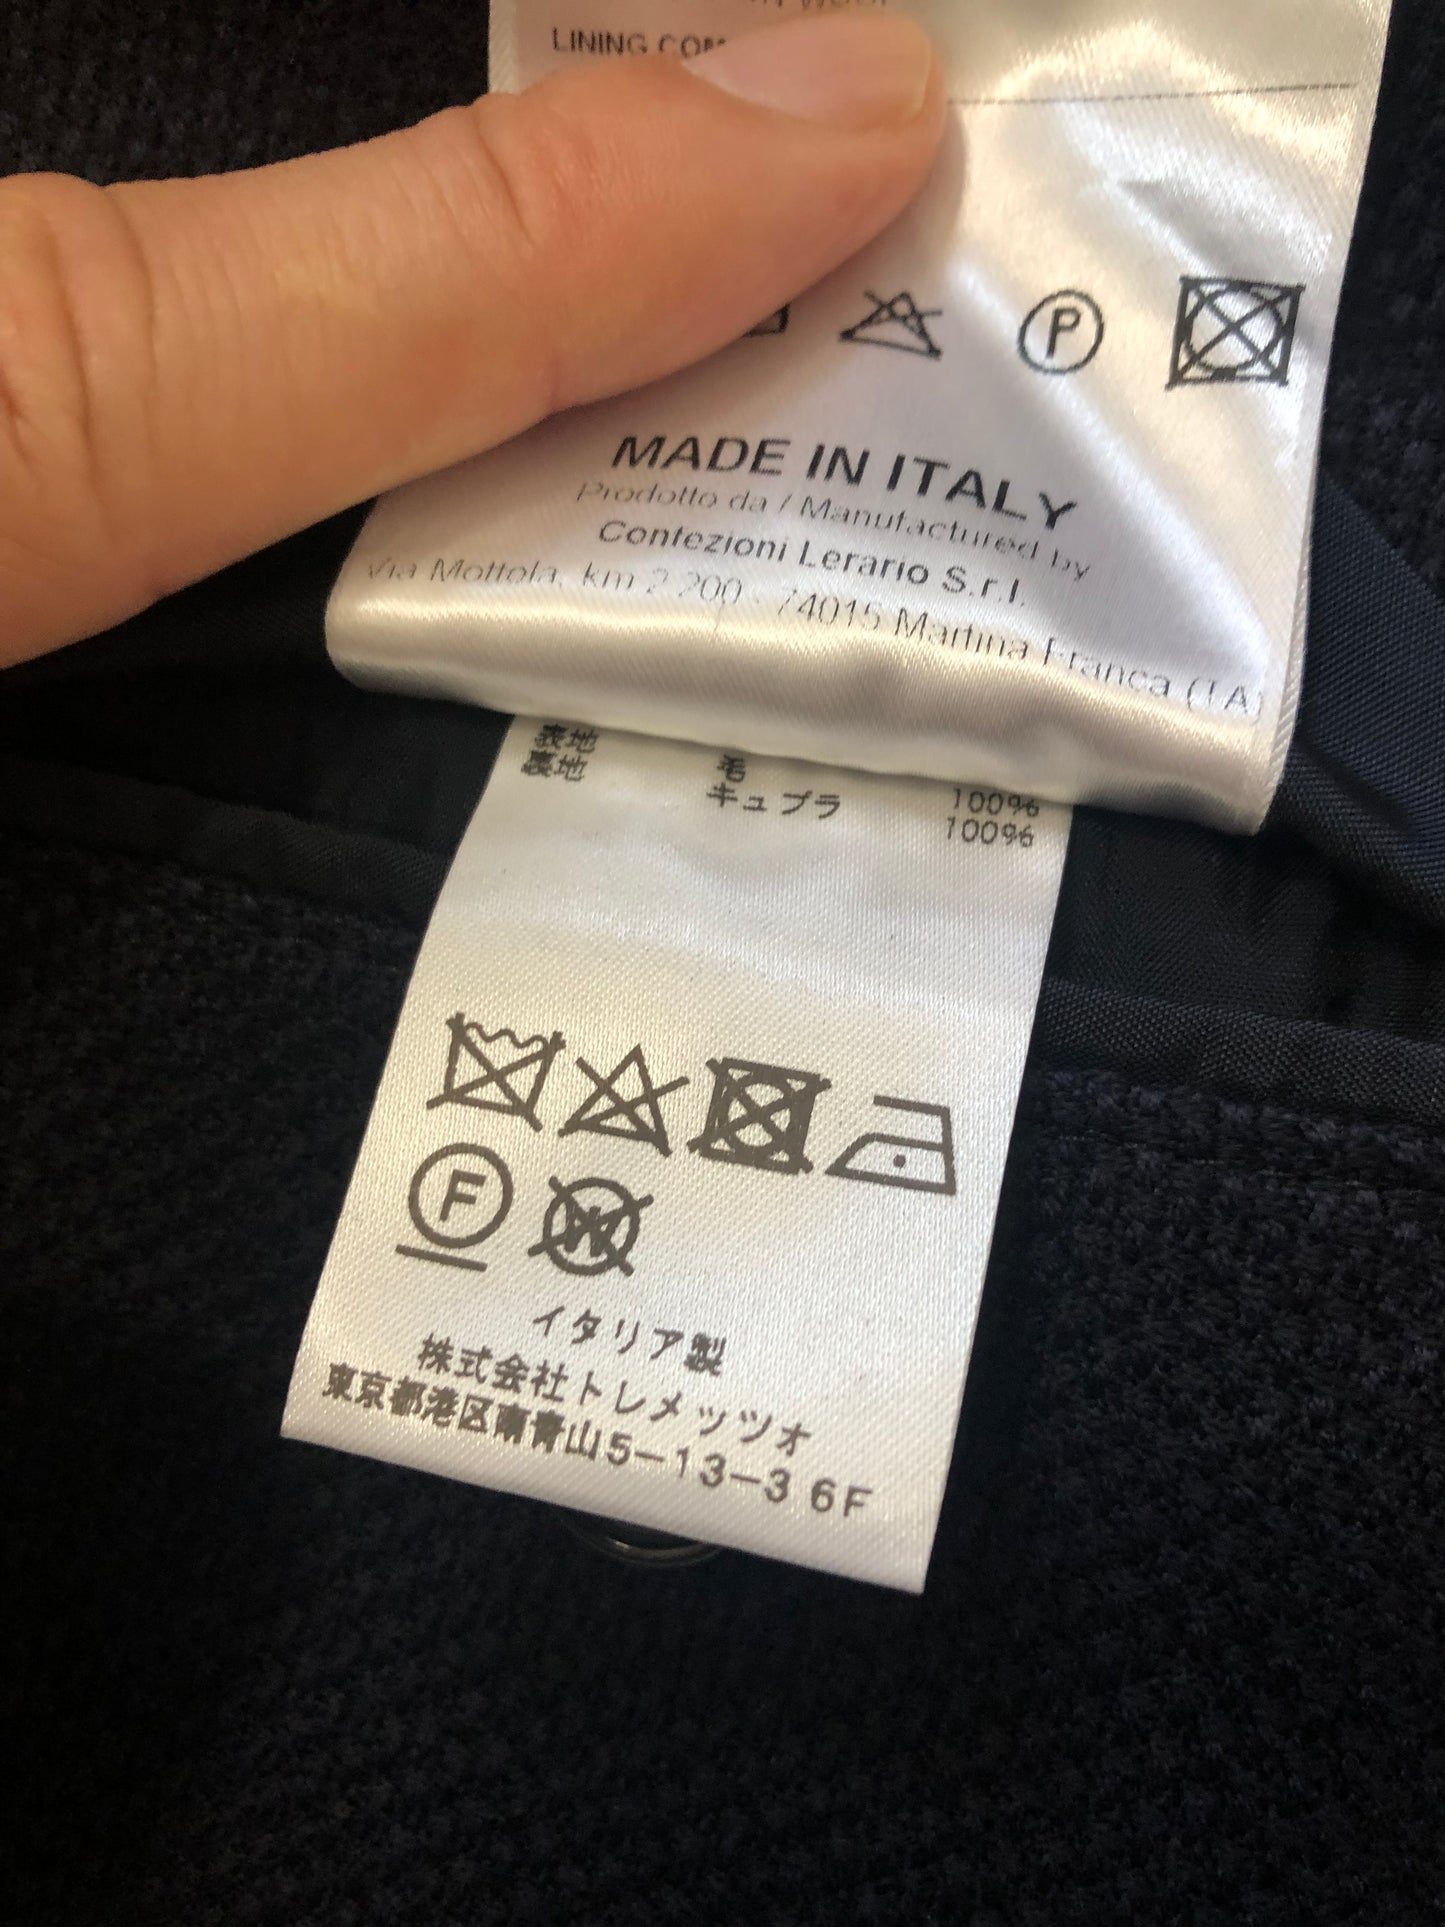 WOOL
LINING COM
P
MADE IN ITALY
Prodotto da / Manufactured by
Confezioni Lerario S.r.l.
Via Mottola, km 2.200 - 74015 Martina Franca (TA)
表地 毛 100%
裏地 キュプラ 100%
F W
イタリア製
株式会社トレメッツオ
東京都港区南青山5-13-3 6F